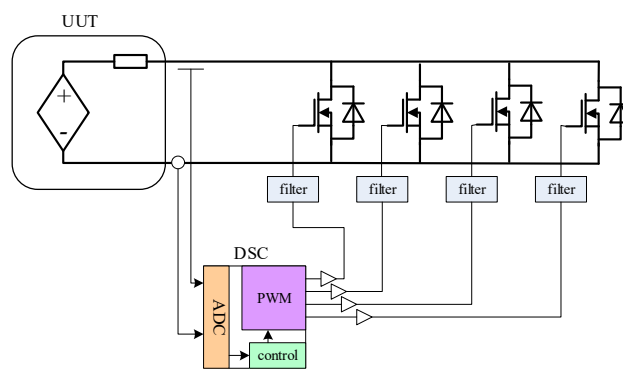 UUT
+
-
filter
filter
filter
filter
DSC
ADC
PWM
control